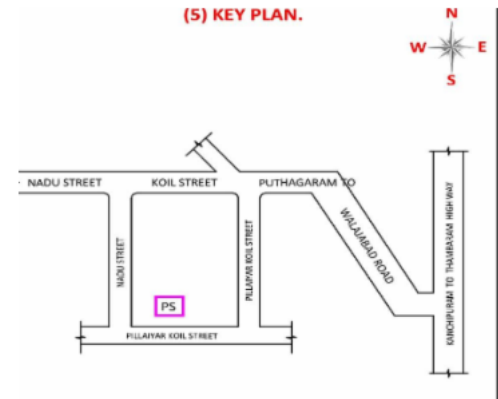 (5) KEY PLAN.
N
W E
S
NADU STREET
KOIL STREET
PUTHAGARAM TO
WALAJABAD ROAD
NADU STREET
PILLAIYAR KOIL STREET
KANCHIPURAM TO THAMBARAM HIGH WAY
PS
PILLAIYAR KOIL STREET